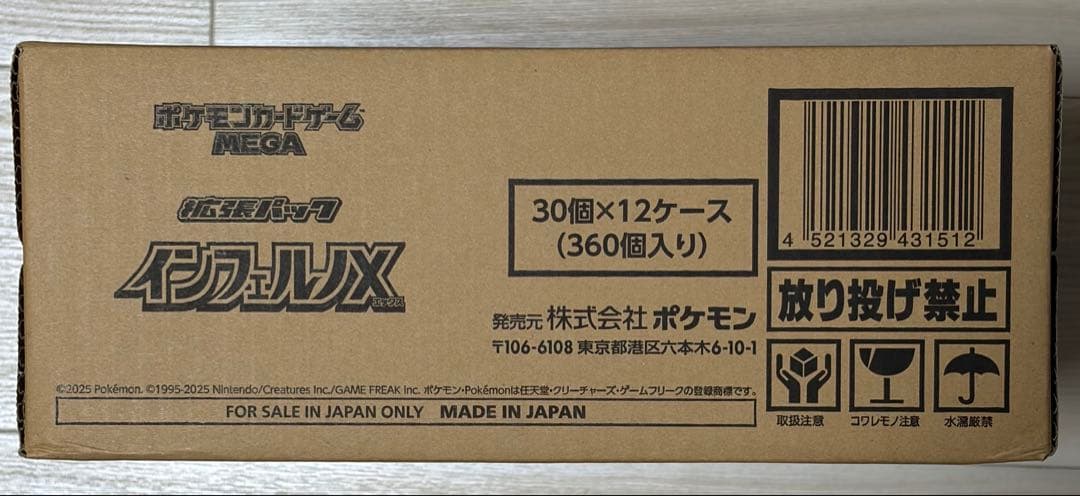 ポケモンカードゲーム
MEGA
拡張パック
インフェルノX
エックス
30個×12ケース
(360個入り)
4 521329 431512
発売元 株式会社 ポケモン
〒106-6108 東京都港区六本木6-10-1
放り投げ禁止
取扱注意
コワレモノ注意
水濡厳禁
©2025 Pokémon. ©1995-2025 Nintendo/Creatures Inc./GAME FREAK inc. ポケモン・Pokémonは任天堂・クリーチャーズ・ゲームフリークの登録商標です。
FOR SALE IN JAPAN ONLY MADE IN JAPAN